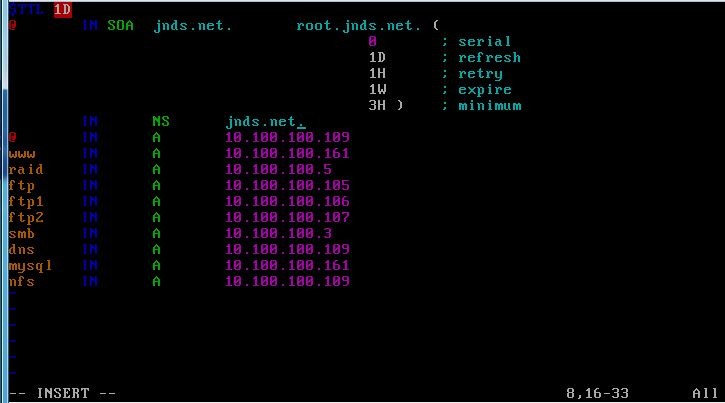 $TTL 1D
@ IN SOA jnds.net. root.jnds.net. (
0 ; serial
1D ; refresh
1H ; retry
1W ; expire
3H ) ; minimum
IN NS jnds.net.
@ IN A 10.100.100.109
www IN A 10.100.100.161
raid IN A 10.100.100.5
ftp IN A 10.100.100.105
ftp1 IN A 10.100.100.106
ftp2 IN A 10.100.100.107
smb IN A 10.100.100.3
dns IN A 10.100.100.109
mysql IN A 10.100.100.161
nfs IN A 10.100.100.109
~
~
~
~
~
~
-- INSERT -- 8,16-33 All